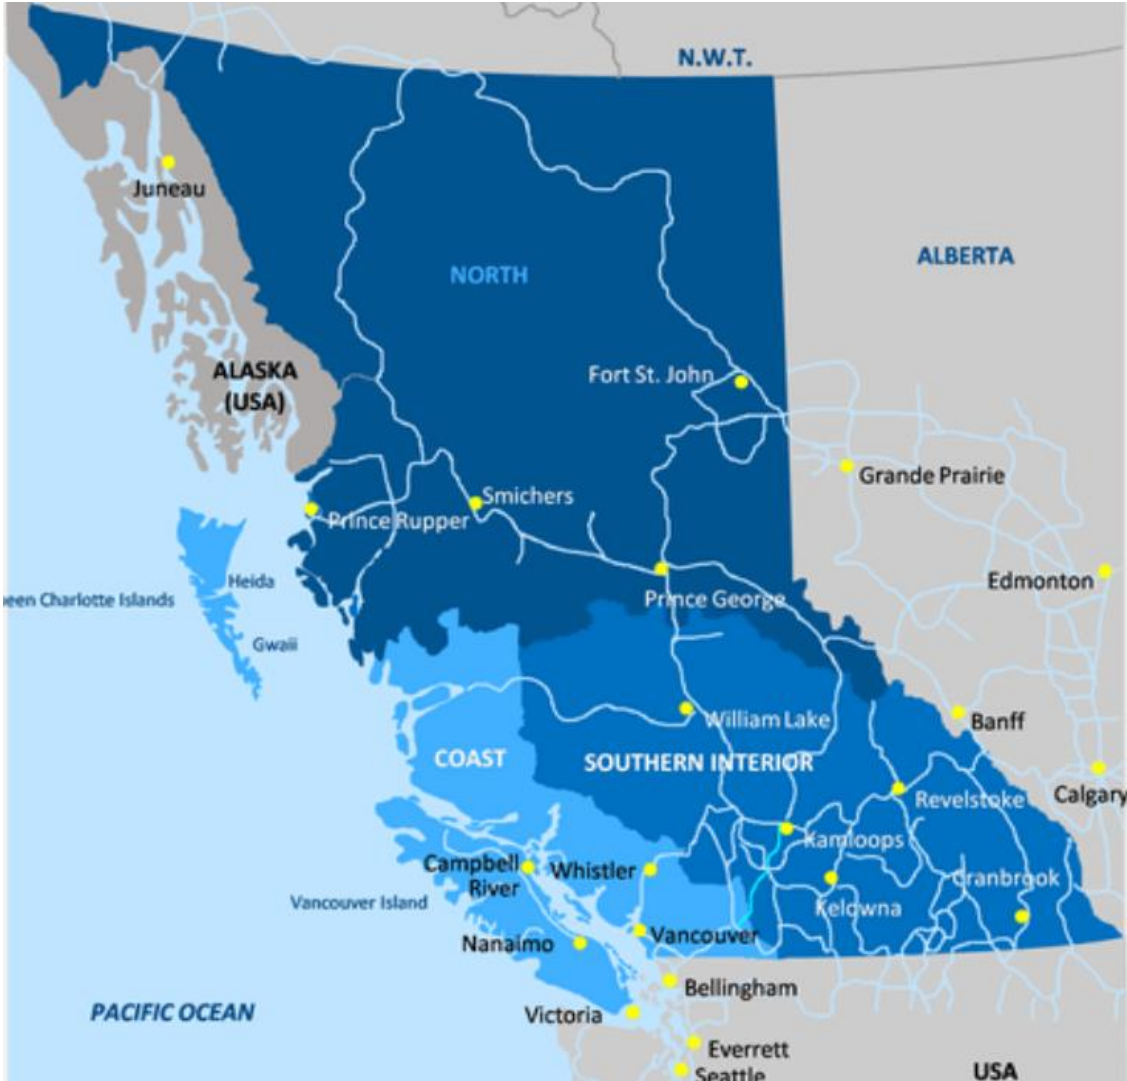 N.W.T.
Juneau
ALBERTA
NORTH
ALASKA
(USA)
Fort St. John
Grande Prairie
Smichers
Prince Rupper
Edmonton
Heida
een Charlotte Islands
Prince George
Gwaii
William Lake
Banff
COAST
SOUTHERN INTERIOR
Calgary
Revelstoke
Kamloops
Campbell
River
Whistler
Cranbrook
Vancouver Island
Kelowna
Nanaimo
Vancouver
Bellingham
PACIFIC OCEAN
Victoria
Everrett
Seattle
USA